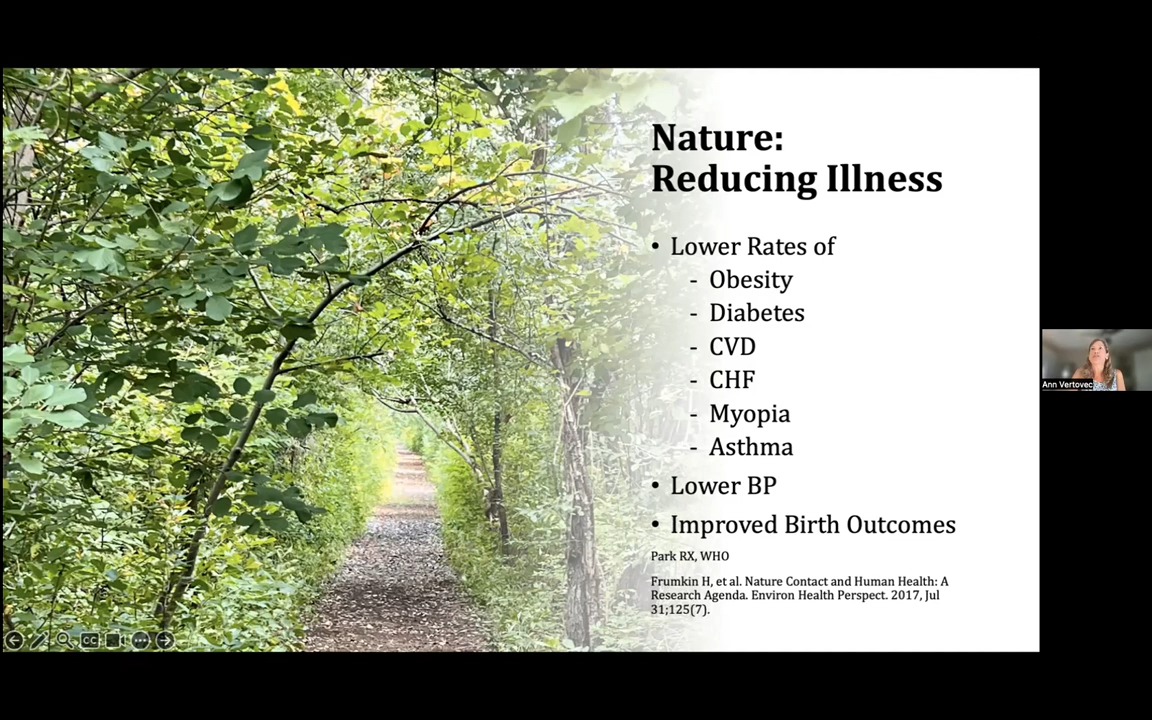 Nature:
Reducing Illness
• Lower Rates of
- Obesity
- Diabetes
- CVD
- CHF
- Myopia
- Asthma
• Lower BP
• Improved Birth Outcomes
Park RX, WHO
Frumkin H, et al. Nature Contact and Human Health: A
Research Agenda. Environ Health Perspect. 2017, Jul
31;125(7).
Ann Vertovec
CC